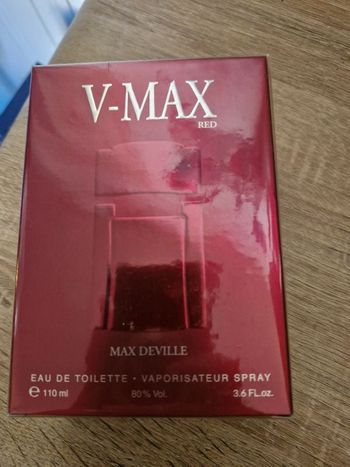 V-MAX
RED
MAX DEVILLE
EAU DE TOILETTE • VAPORISATEUR SPRAY
℮ 110 ml 80% Vol. 3.6 FL.oz.